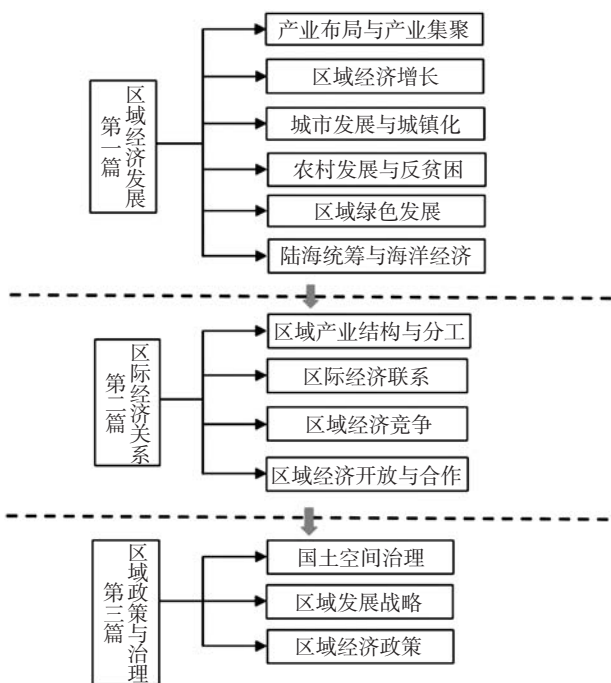 第一篇
区域经济发展
产业布局与产业集聚
区域经济增长
城市发展与城镇化
农村发展与反贫困
区域绿色发展
陆海统筹与海洋经济
第二篇
区际经济关系
区域产业结构与分工
区际经济联系
区域经济竞争
区域经济开放与合作
第三篇
区域政策与治理
国土空间治理
区域发展战略
区域经济政策